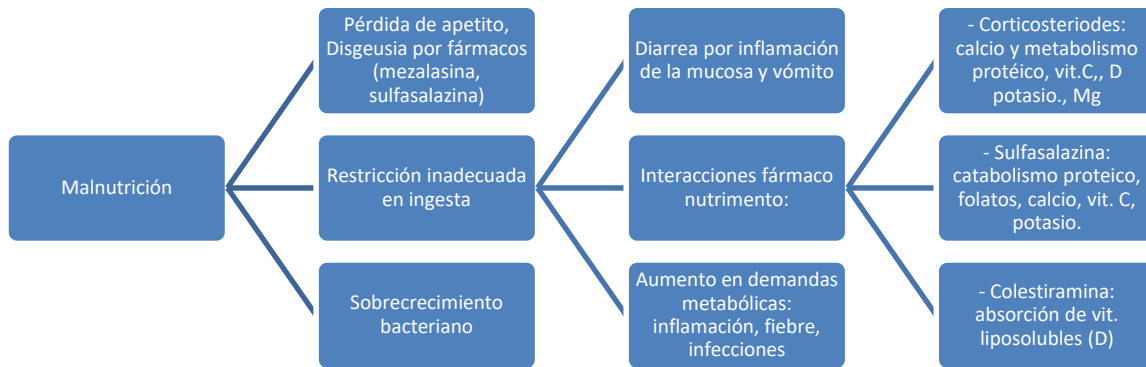 Malnutrición
Pérdida de apetito,
Disgeusia por fármacos
(mezalasina,
sulfasalazina)
Restricción inadecuada
en ingesta
Sobrecrecimiento
bacteriano
Diarrea por inflamación
de la mucosa y vómito
Interacciones fármaco
nutrimento:
Aumento en demandas
metabólicas:
inflamación, fiebre,
infecciones
- Corticosteriodes:
calcio y metabolismo
protéico, vit.C,, D
potasio., Mg
- Sulfasalazina:
catabolismo proteico,
folatos, calcio, vit. C,
potasio.
- Colestiramina:
absorción de vit.
liposolubles (D)